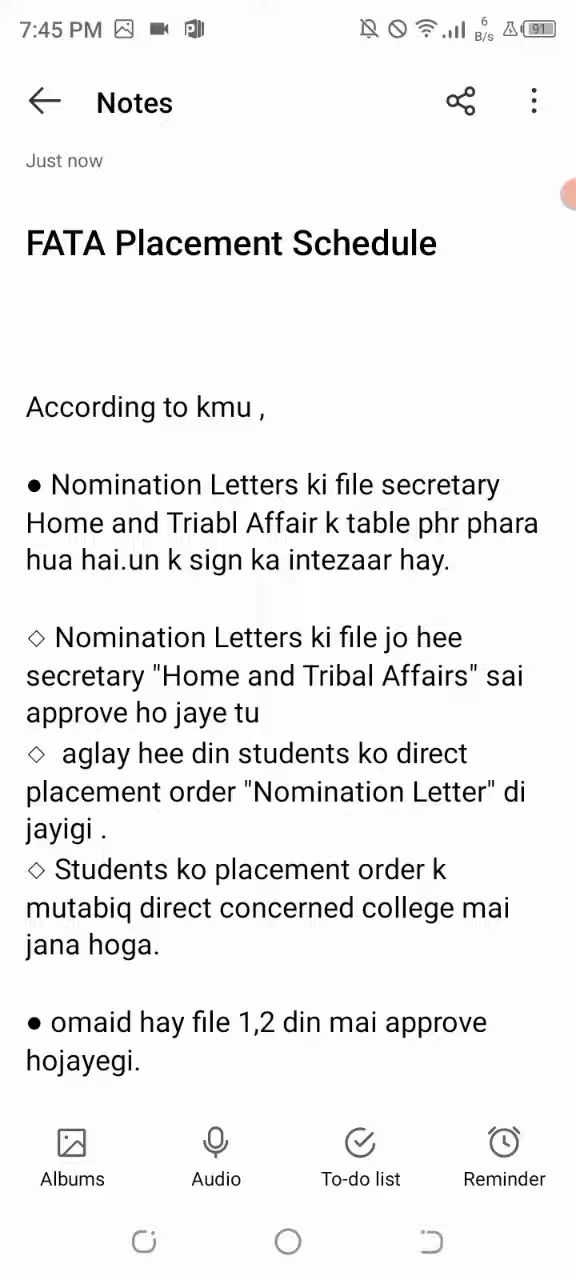 7:45 PM
6
B/s
91
Notes
Just now
FATA Placement Schedule
According to kmu ,
● Nomination Letters ki file secretary
Home and Triabl Affair k table phr phara
hua hai.un k sign ka intezaar hay.
◇ Nomination Letters ki file jo hee
secretary "Home and Tribal Affairs" sai
approve ho jaye tu
◇  aglay hee din students ko direct
placement order "Nomination Letter" di
jayigi .
◇ Students ko placement order k
mutabiq direct concerned college mai
jana hoga.
● omaid hay file 1,2 din mai approve
hojayegi.
Albums
Audio
To-do list
Reminder